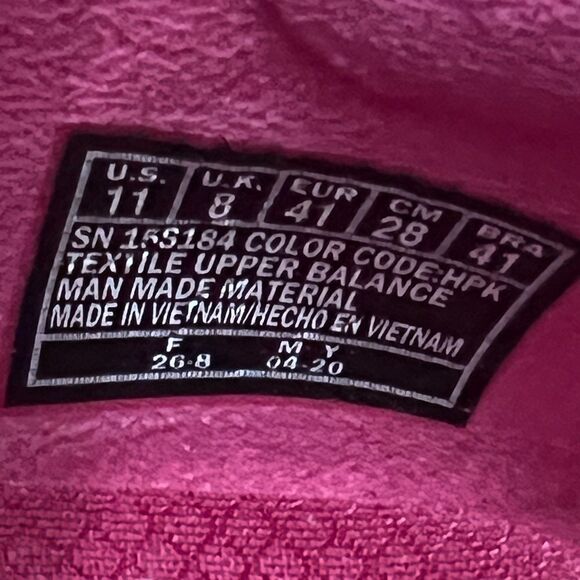 U.S. U.K. EUR CM BRA
11 8 41 28 41
SN 15S184 COLOR CODE:HPK
TEXTILE UPPER BALANCE
MAN MADE MATERIAL
MADE IN VIETNAM/HECHO EN VIETNAM
F M Y
26-8 04-20